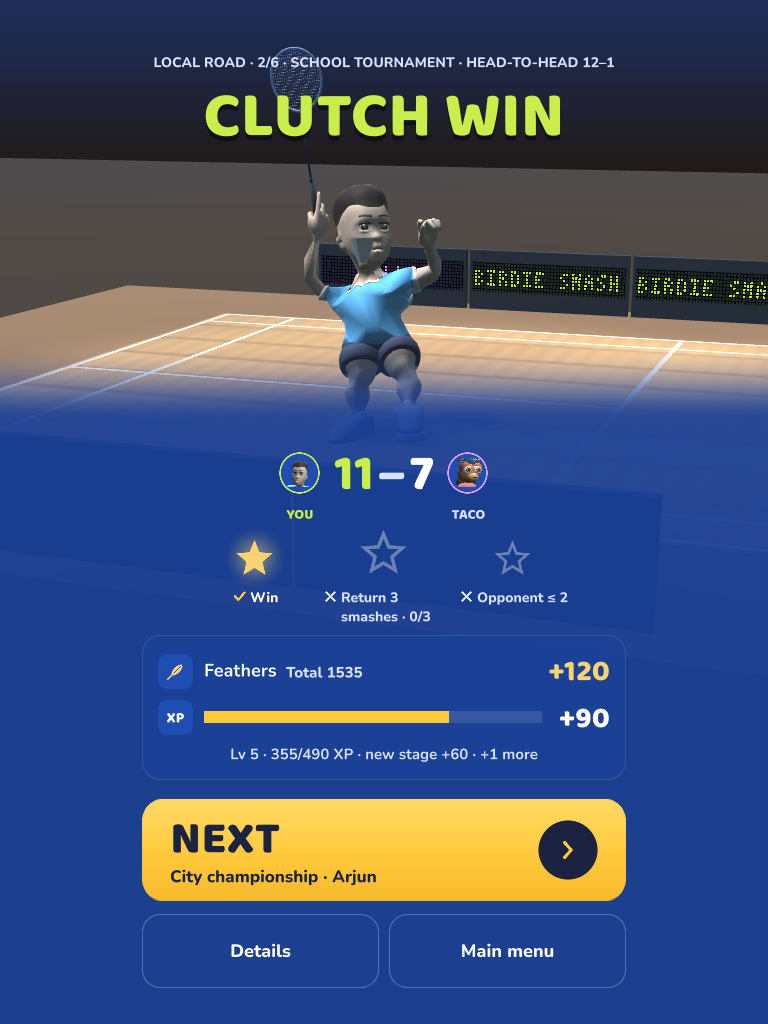 LOCAL ROAD · 2/6 · SCHOOL TOURNAMENT · HEAD-TO-HEAD 12–1
CLUTCH WIN
BIRDIE SMASH
BIRDIE SMA
11 – 7
YOU
TACO
Win
Return 3
smashes · 0/3
Opponent ≤ 2
Feathers Total 1535
+120
XP
+90
Lv 5 · 355/490 XP · new stage +60 · +1 more
NEXT
City championship · Arjun
Details
Main menu